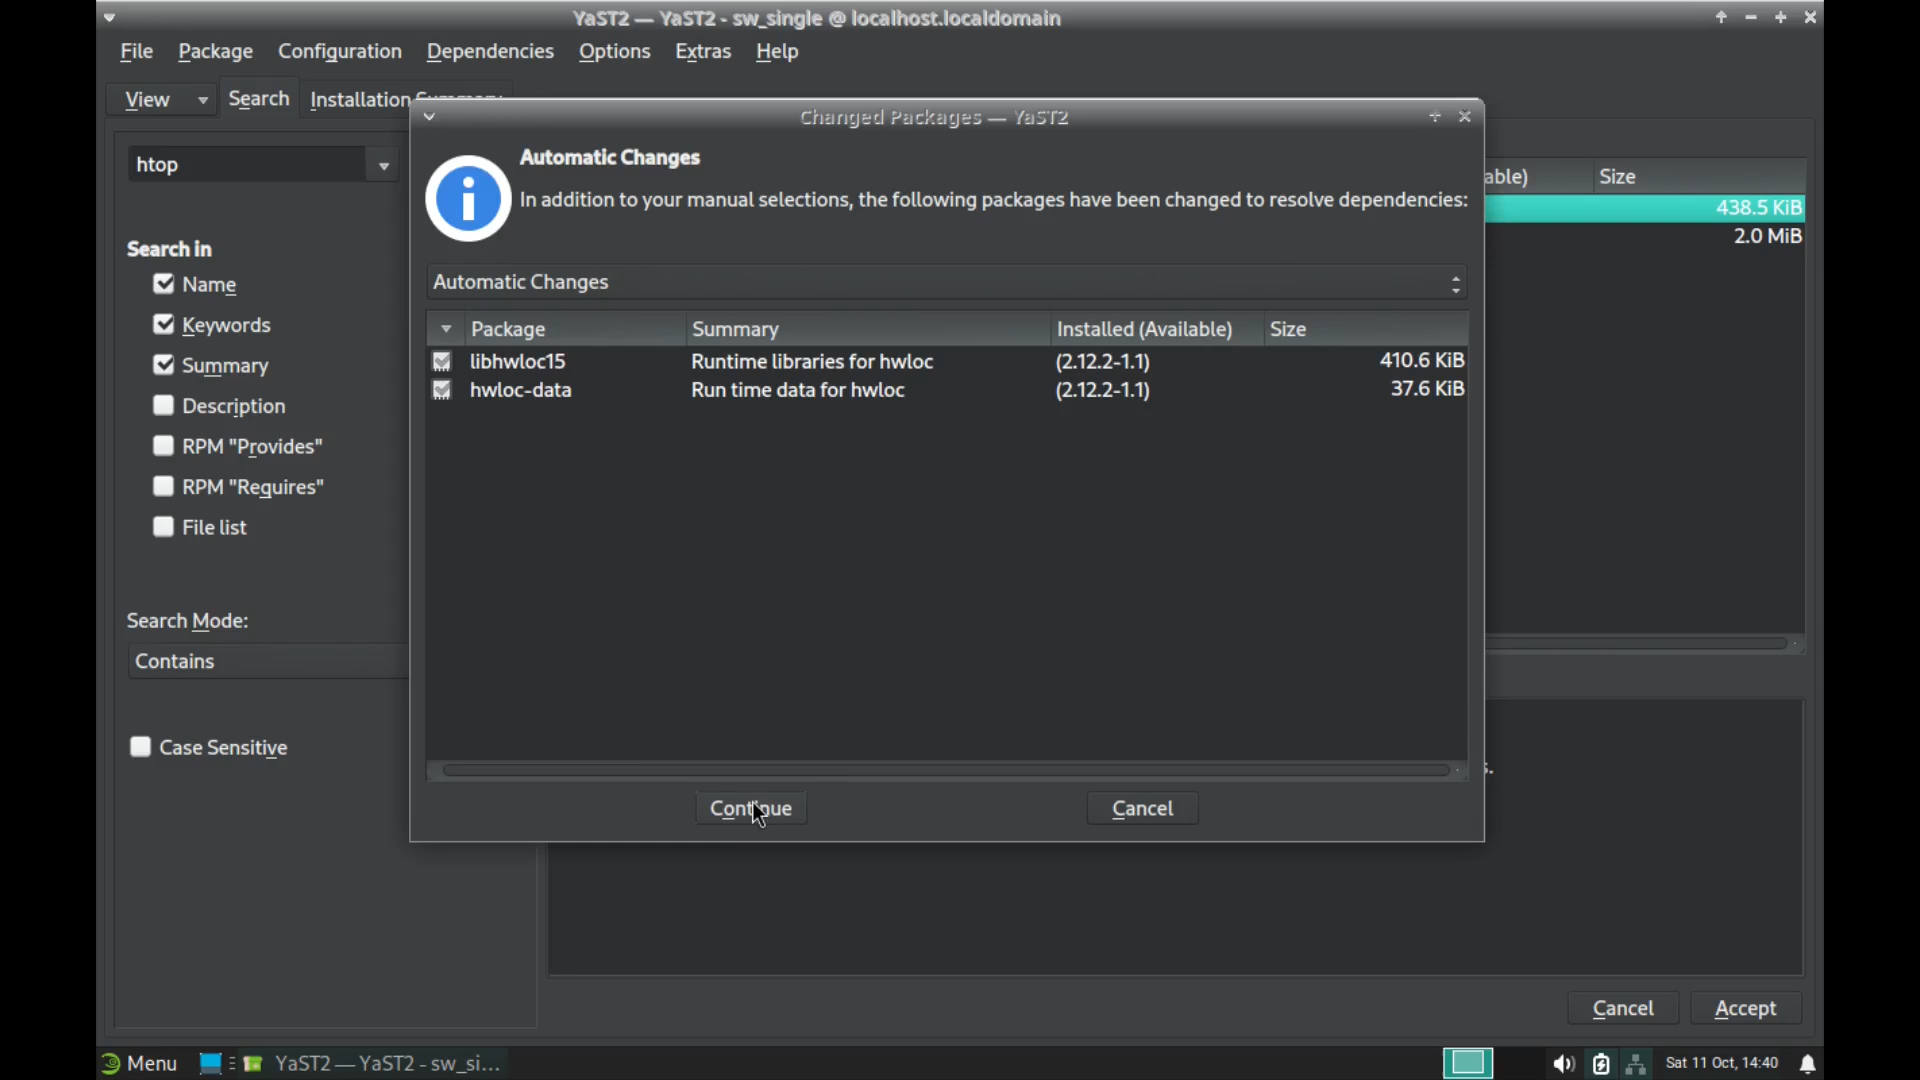 YaST2 — YaST2 - sw_single @ localhost.localdomain
File Package Configuration Dependencies Options Extras Help
View Search Installation Summary
Changed Packages — YaST2
htop
Automatic Changes
In addition to your manual selections, the following packages have been changed to resolve dependencies:
able) Size
438.5 KiB
2.0 MiB
Search in
Name
Keywords
Summary
Description
RPM "Provides"
RPM "Requires"
File list
Automatic Changes
Package Summary Installed (Available) Size
libhwloc15 Runtime libraries for hwloc (2.12.2-1.1) 410.6 KiB
hwloc-data Run time data for hwloc (2.12.2-1.1) 37.6 KiB
Search Mode:
Contains
Case Sensitive
s.
Continue Cancel
Cancel Accept
Menu YaST2 — YaST2 - sw_si... Sat 11 Oct, 14:40